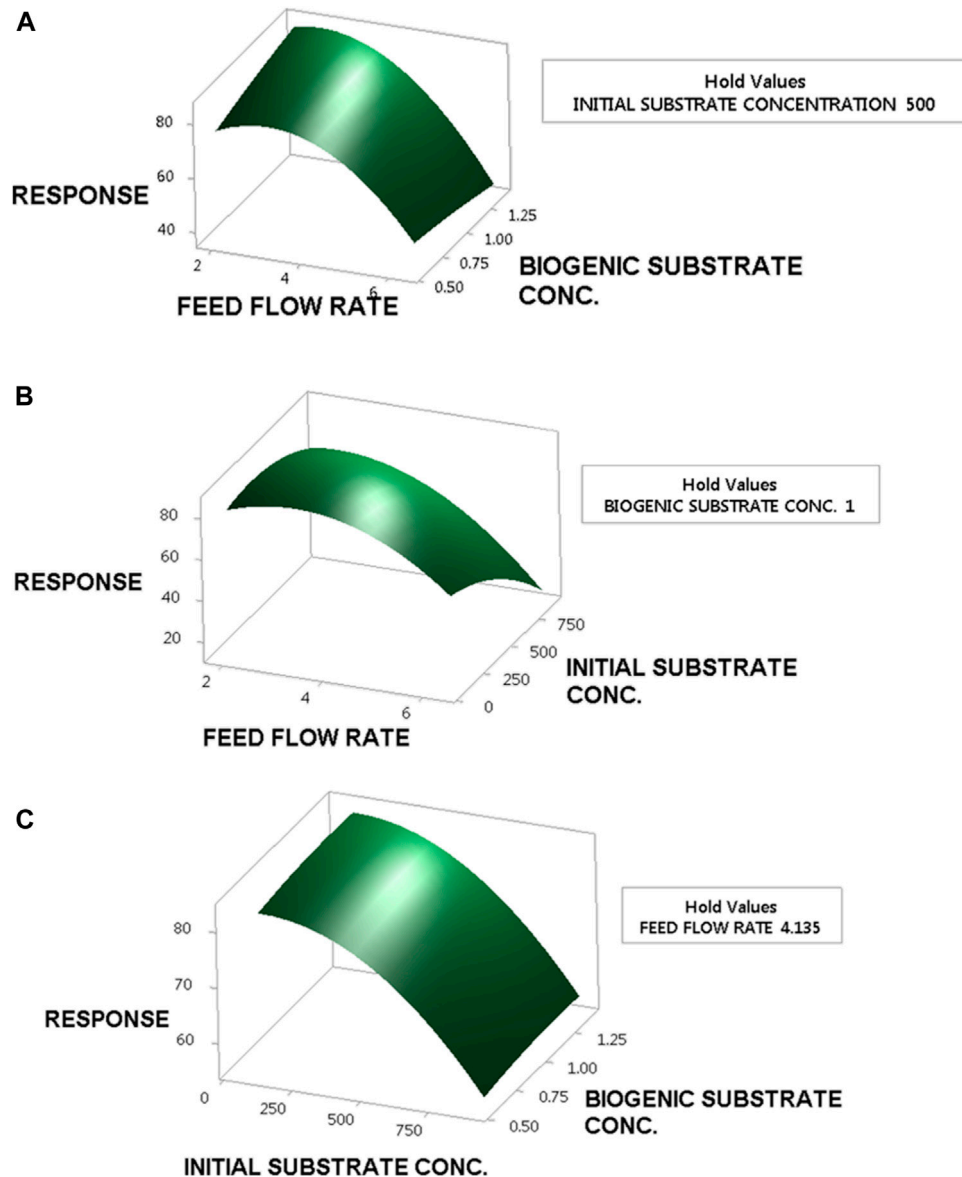 A
Hold Values
INITIAL SUBSTRATE CONCENTRATION 500
80
60
40
RESPONSE
2
4
6
FEED FLOW RATE
0.50
0.75
1.00
1.25
BIOGENIC SUBSTRATE
CONC.
B
Hold Values
BIOGENIC SUBSTRATE CONC. 1
80
60
40
20
RESPONSE
2
4
6
FEED FLOW RATE
0
250
500
750
INITIAL SUBSTRATE
CONC.
C
Hold Values
FEED FLOW RATE 4.135
80
70
60
RESPONSE
0
250
500
750
INITIAL SUBSTRATE CONC.
0.50
0.75
1.00
1.25
BIOGENIC SUBSTRATE
CONC.